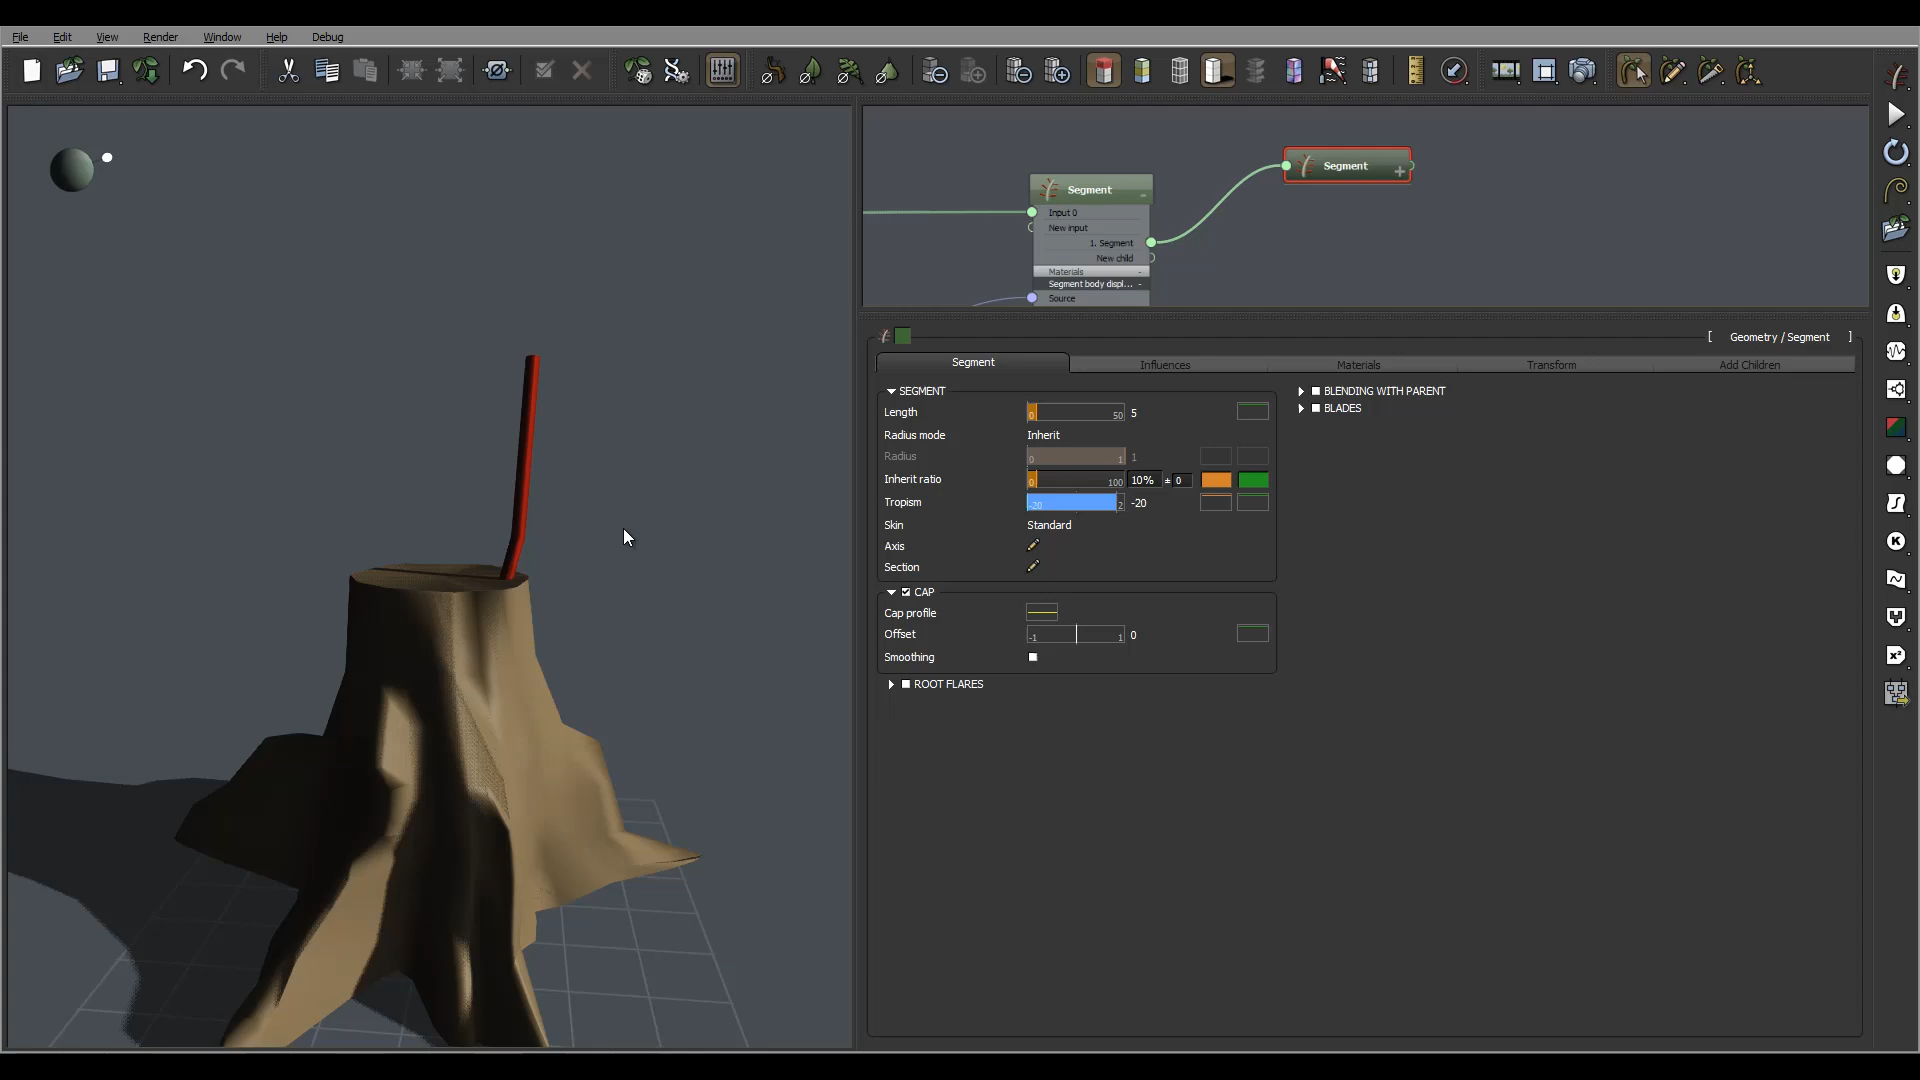 File Edit View Render Window Help Debug
Segment
Segment
Input 0
New input
1. Segment
New child
Materials -
Segment body displ... -
Source
[ Geometry / Segment ]
Segment Influences Materials Transform Add Children
SEGMENT
Length 0 50 5
Radius mode Inherit
Radius 0 1 1
Inherit ratio 0 100 10% ± 0
Tropism -20 2 -20
Skin Standard
Axis
Section
CAP
Cap profile
Offset -1 1 0
Smoothing
ROOT FLARES
BLENDING WITH PARENT
BLADES
K
x²